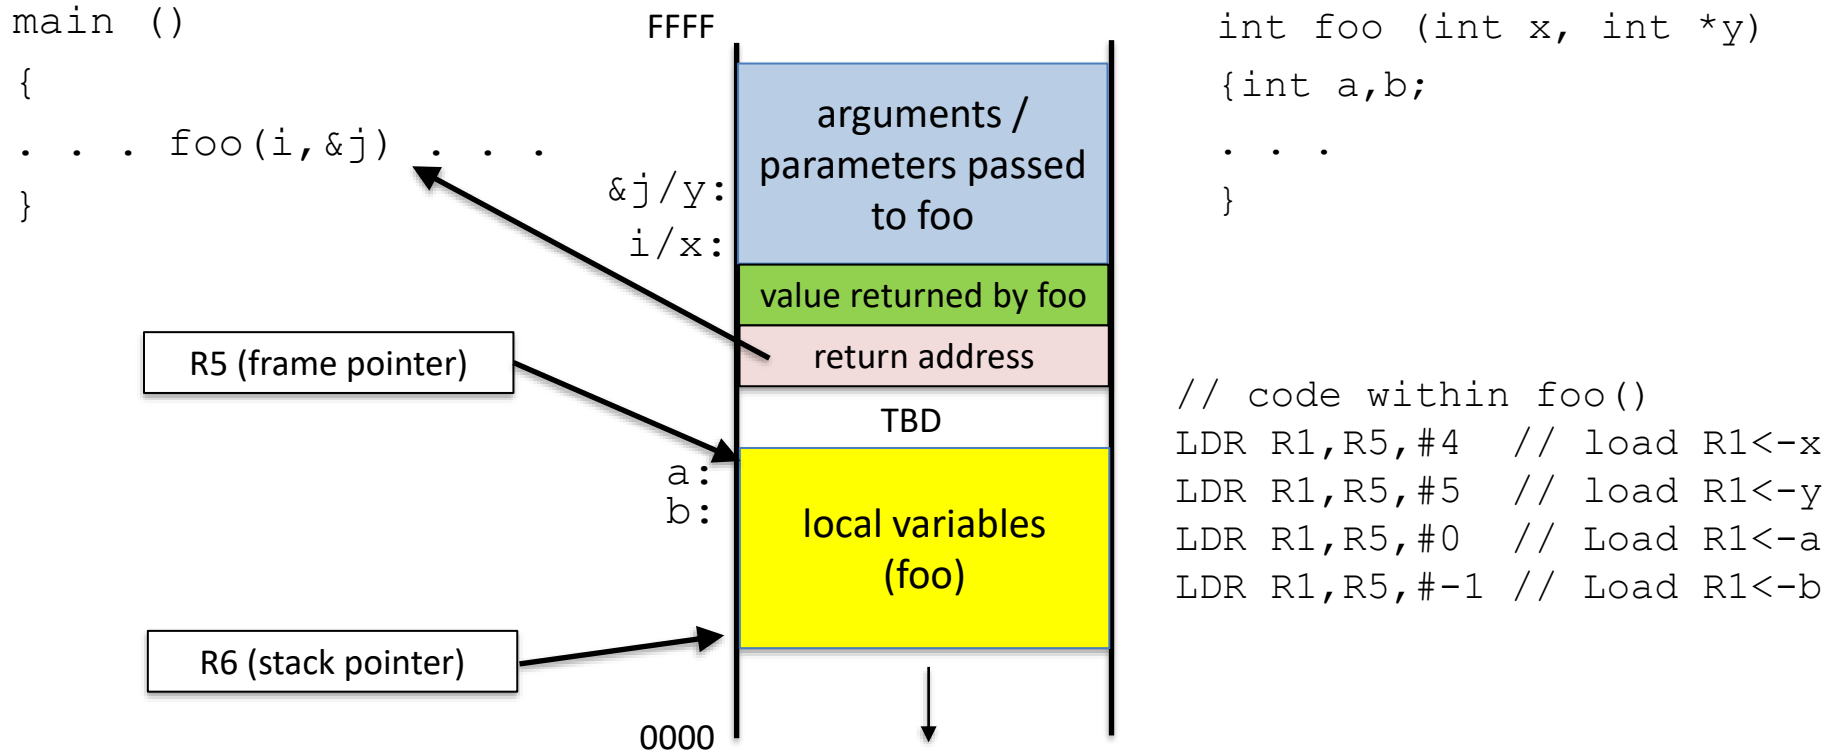 main ()
{
. . . foo(i,&j) . . .
}
FFFF
arguments /
parameters passed
to foo
&j/y:
i/x:
value returned by foo
return address
TBD
R5 (frame pointer)
a:
b:
local variables
(foo)
R6 (stack pointer)
0000
int foo (int x, int *y)
{int a,b;
. . .
}
// code within foo()
LDR R1,R5,#4 // load R1<-x
LDR R1,R5,#5 // load R1<-y
LDR R1,R5,#0 // Load R1<-a
LDR R1,R5,#-1 // Load R1<-b